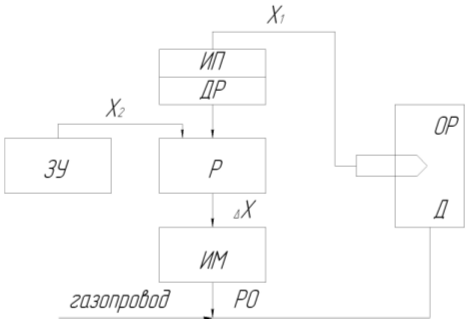 X₁
ИП
ДР
X₂
ОР
ЗУ
Р
ΔX
Д
ИМ
газопровод
РО